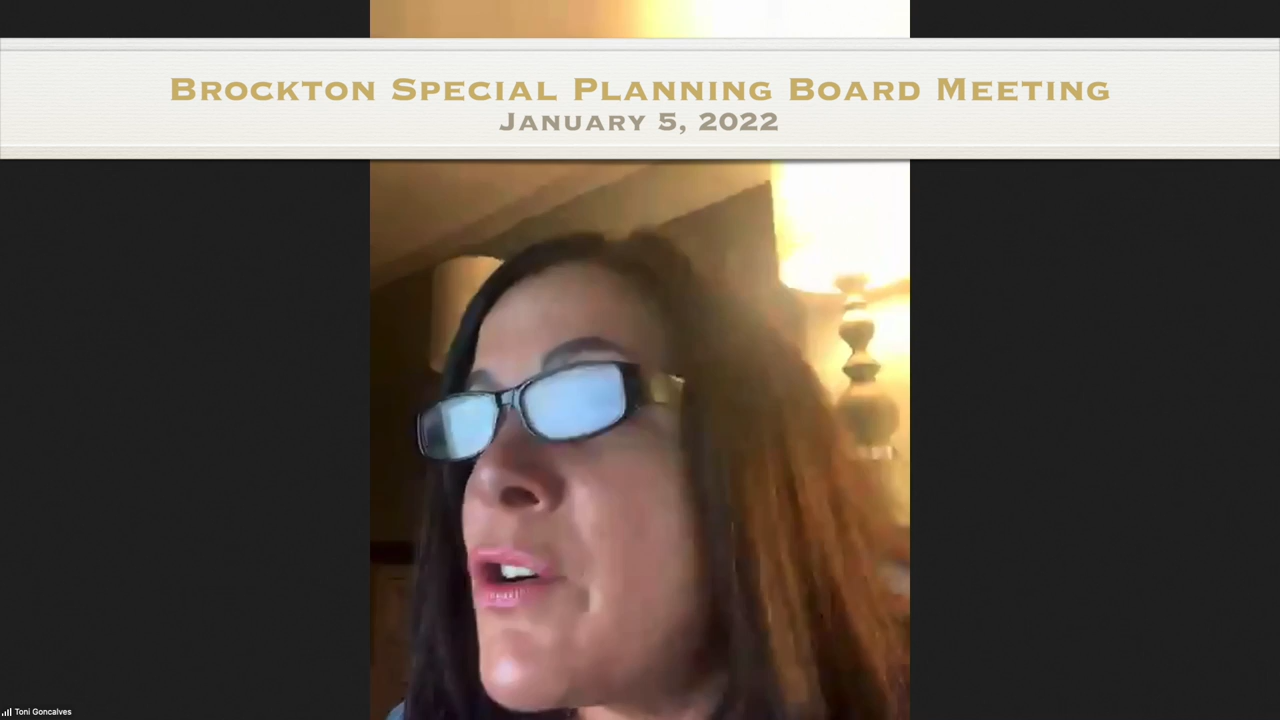 Brockton Special Planning Board Meeting
January 5, 2022
Toni Goncalves